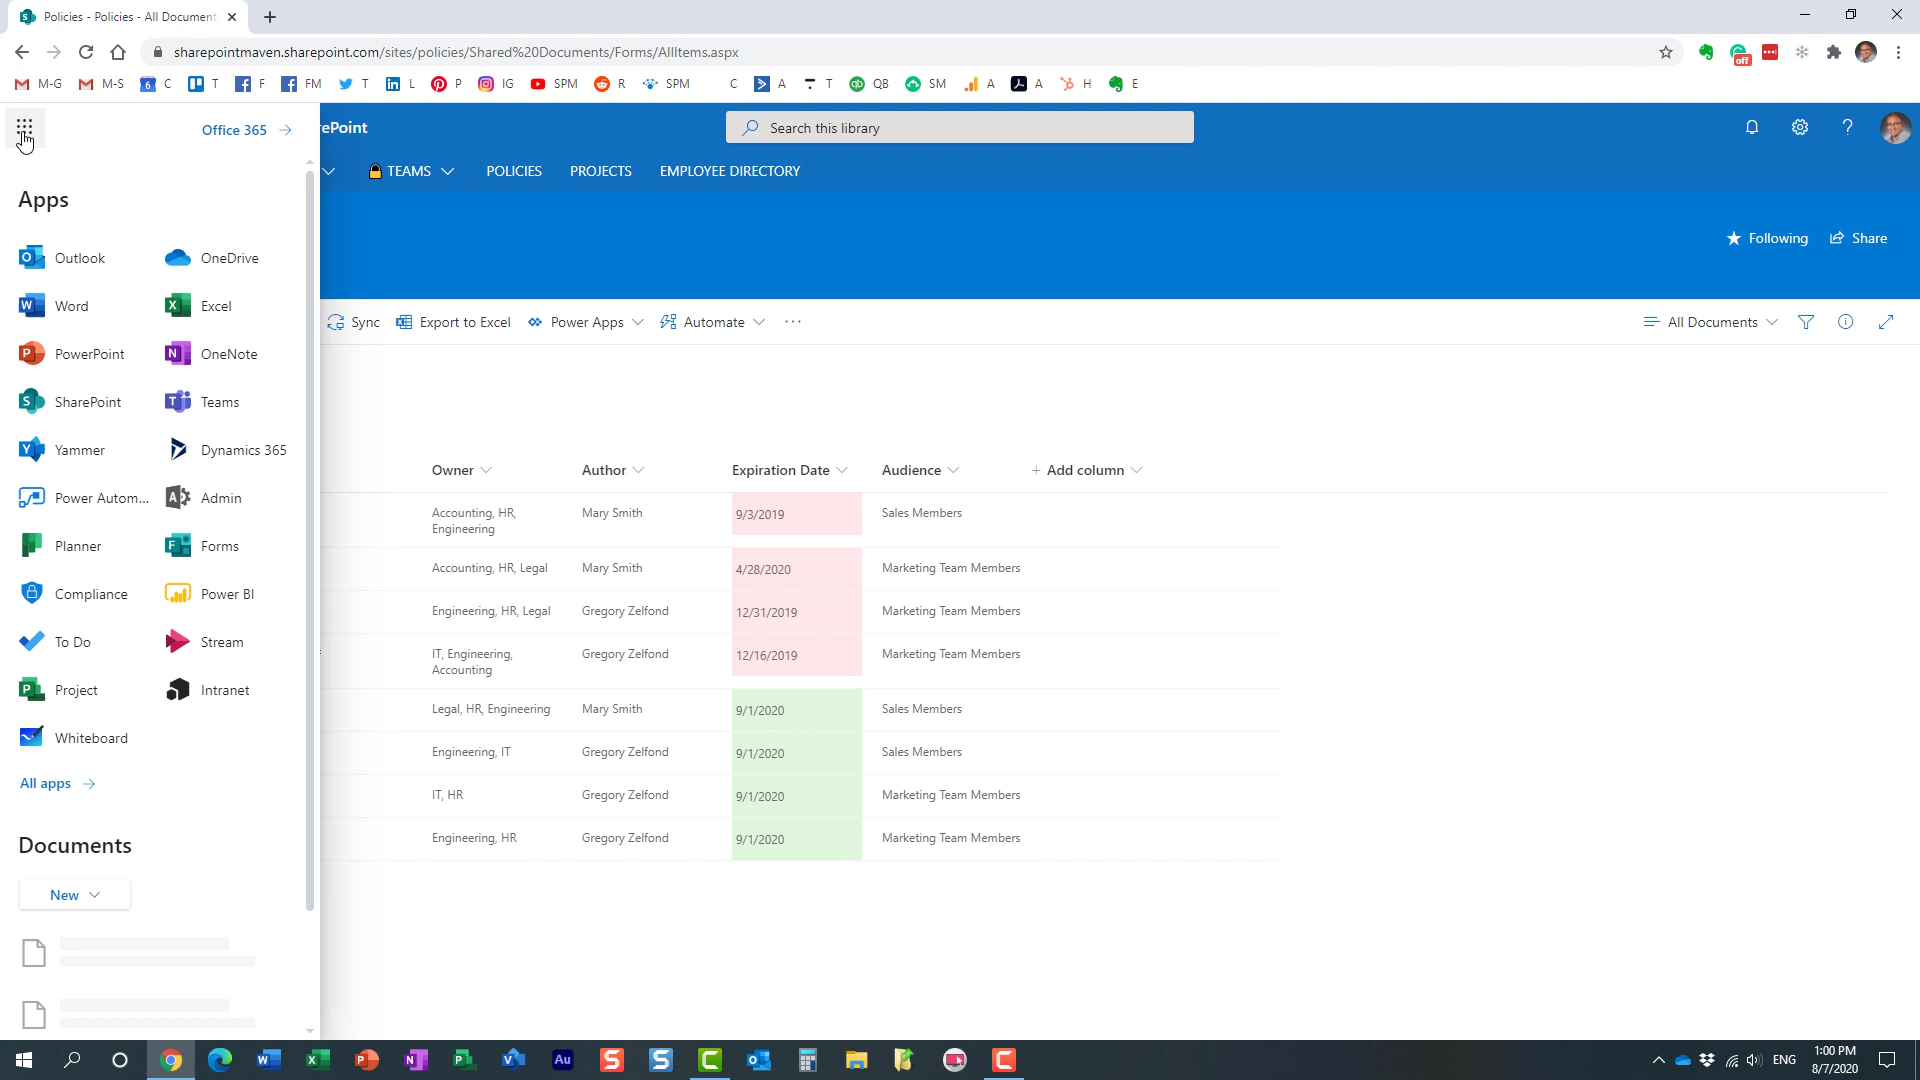 Policies - Policies - All Document
sharepointmaven.sharepoint.com/sites/policies/Shared%20Documents/Forms/AllItems.aspx
off
M-G M-S 6 C T F FM T L P IG SPM R SPM C A T QB SM A A H E
Office 365
rePoint
Search this library
TEAMS POLICIES PROJECTS EMPLOYEE DIRECTORY
Following Share
Sync Export to Excel Power Apps Automate ···
All Documents
Apps
Outlook OneDrive
Word Excel
PowerPoint OneNote
SharePoint Teams
Yammer Dynamics 365
Power Autom... Admin
Planner Forms
Compliance Power BI
To Do Stream
Project Intranet
Whiteboard
All apps
Documents
New
Owner Author Expiration Date Audience + Add column
Accounting, HR, Engineering Mary Smith 9/3/2019 Sales Members
Accounting, HR, Legal Mary Smith 4/28/2020 Marketing Team Members
Engineering, HR, Legal Gregory Zelfond 12/31/2019 Marketing Team Members
IT, Engineering, Accounting Gregory Zelfond 12/16/2019 Marketing Team Members
Legal, HR, Engineering Mary Smith 9/1/2020 Sales Members
Engineering, IT Gregory Zelfond 9/1/2020 Sales Members
IT, HR Gregory Zelfond 9/1/2020 Marketing Team Members
Engineering, HR Gregory Zelfond 9/1/2020 Marketing Team Members
ENG
1:00 PM
8/7/2020